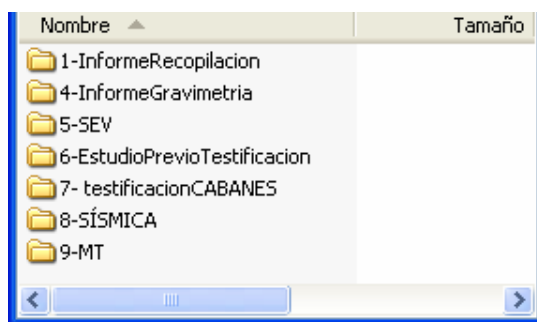 Nombre Tamaño
1-InformeRecopilacion
4-InformeGravimetria
5-SEV
6-EstudioPrevioTestificacion
7- testificacionCABANES
8-SÍSMICA
9-MT